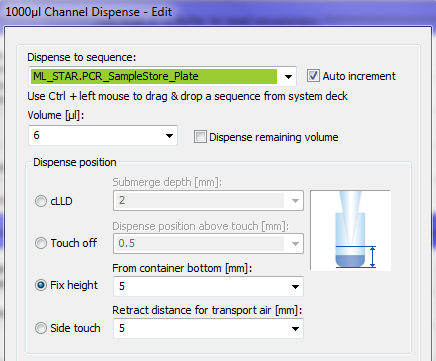 1000µl Channel Dispense - Edit
Dispense to sequence:
ML_STAR.PCR_SampleStore_Plate
Auto increment
Use Ctrl + left mouse to drag & drop a sequence from system deck
Volume [µl]:
6
Dispense remaining volume
Dispense position
Submerge depth [mm]:
cLLD
2
Dispense position above touch [mm]:
Touch off
0.5
From container bottom [mm]:
Fix height
5
Retract distance for transport air [mm]:
Side touch
5